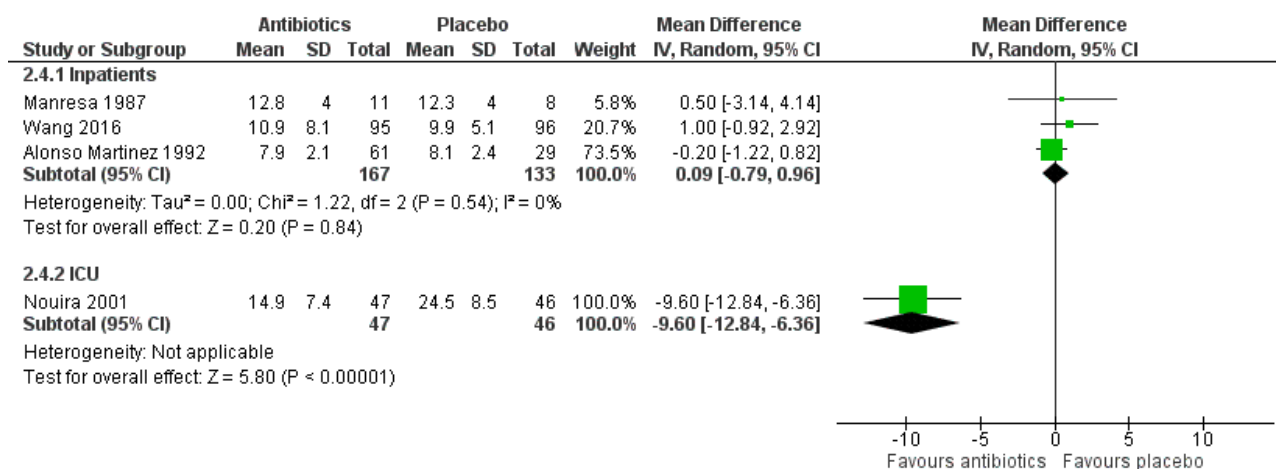 Antibiotics Placebo Mean Difference Mean Difference
Study or Subgroup Mean SD Total Mean SD Total Weight IV, Random, 95% CI IV, Random, 95% CI
2.4.1 Inpatients
Manresa 1987 12.8 4 11 12.3 4 8 5.8% 0.50 [-3.14, 4.14]
Wang 2016 10.9 8.1 95 9.9 5.1 96 20.7% 1.00 [-0.92, 2.92]
Alonso Martinez 1992 7.9 2.1 61 8.1 2.4 29 73.5% -0.20 [-1.22, 0.82]
Subtotal (95% CI) 167 133 100.0% 0.09 [-0.79, 0.96]
Heterogeneity: Tau² = 0.00; Chi² = 1.22, df = 2 (P = 0.54); I² = 0%
Test for overall effect: Z = 0.20 (P = 0.84)
2.4.2 ICU
Nouira 2001 14.9 7.4 47 24.5 8.5 46 100.0% -9.60 [-12.84, -6.36]
Subtotal (95% CI) 47 46 100.0% -9.60 [-12.84, -6.36]
Heterogeneity: Not applicable
Test for overall effect: Z = 5.80 (P < 0.00001)
-10 -5 0 5 10
Favours antibiotics Favours placebo